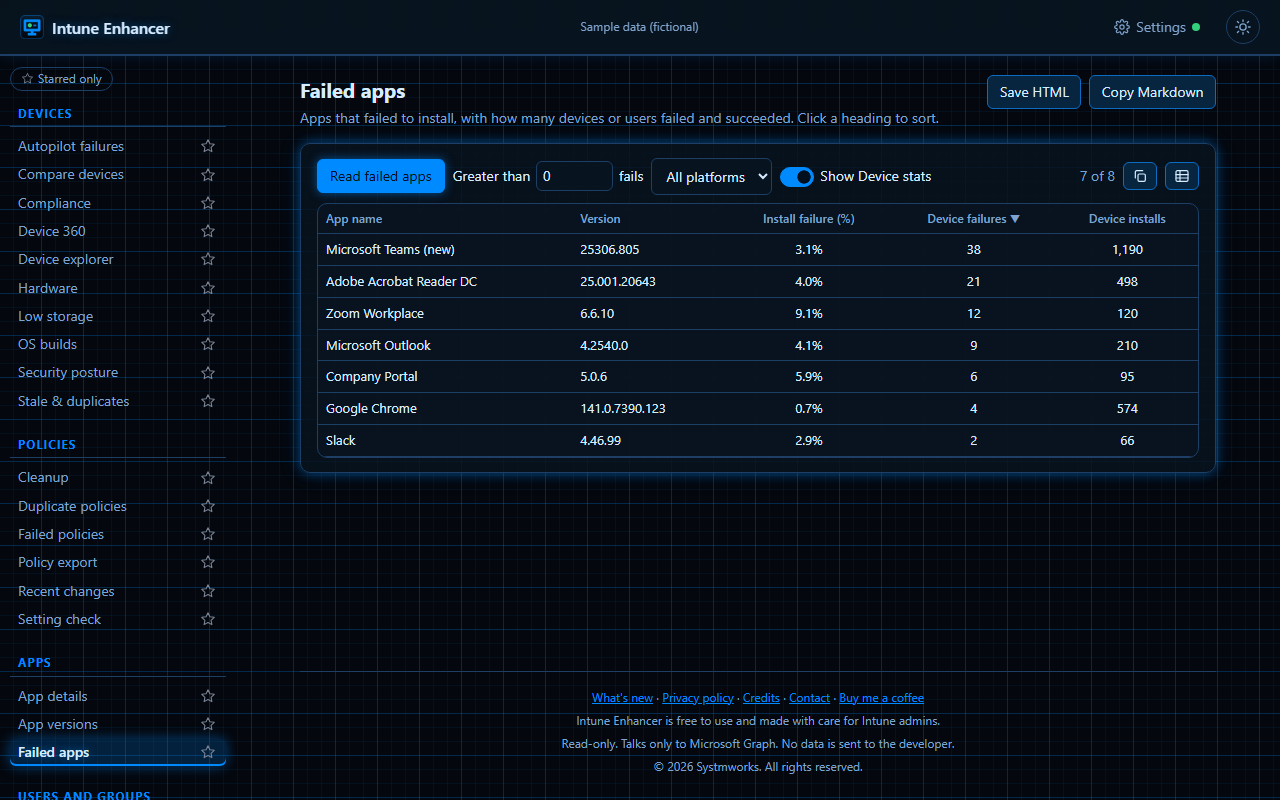 Intune Enhancer
Sample data (fictional)
Settings
Starred only
DEVICES
Autopilot failures
Compare devices
Compliance
Device 360
Device explorer
Hardware
Low storage
OS builds
Security posture
Stale & duplicates
POLICIES
Cleanup
Duplicate policies
Failed policies
Policy export
Recent changes
Setting check
APPS
App details
App versions
Failed apps
USERS AND GROUPS
Failed apps
Save HTML Copy Markdown
Apps that failed to install, with how many devices or users failed and succeeded. Click a heading to sort.
Read failed apps Greater than 0 fails All platforms Show Device stats 7 of 8
App name Version Install failure (%) Device failures ▼ Device installs
Microsoft Teams (new) 25306.805 3.1% 38 1,190
Adobe Acrobat Reader DC 25.001.20643 4.0% 21 498
Zoom Workplace 6.6.10 9.1% 12 120
Microsoft Outlook 4.2540.0 4.1% 9 210
Company Portal 5.0.6 5.9% 6 95
Google Chrome 141.0.7390.123 0.7% 4 574
Slack 4.46.99 2.9% 2 66
What's new · Privacy policy · Credits · Contact · Buy me a coffee
Intune Enhancer is free to use and made with care for Intune admins.
Read-only. Talks only to Microsoft Graph. No data is sent to the developer.
© 2026 Systmworks. All rights reserved.